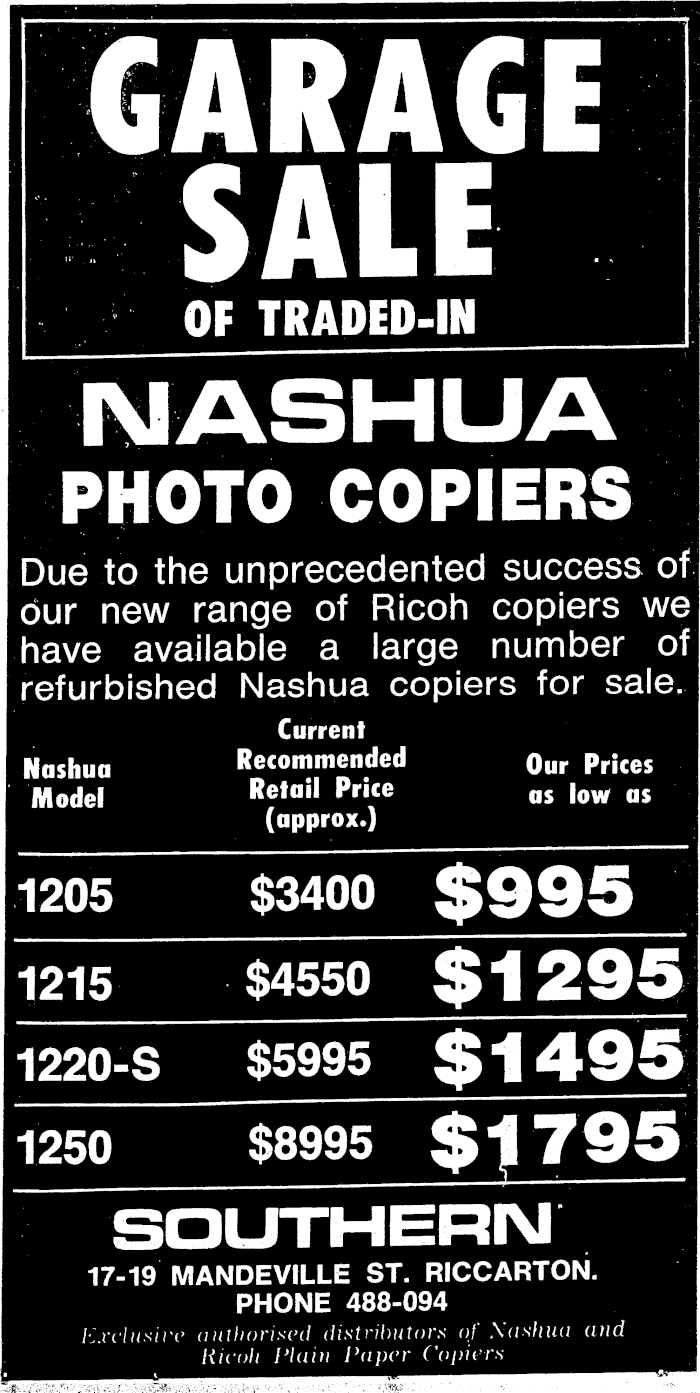 GARAGE
SALE
OF TRADED-IN
NASHUA
PHOTO COPIERS
Due to the unprecedented success of
our new range of Ricoh copiers we
have available a large number of
refurbished Nashua copiers for sale.
Nashua Model
Current Recommended Retail Price (approx.)
Our Prices as low as
1205 $3400 $995
1215 $4550 $1295
1220-S $5995 $1495
1250 $8995 $1795
SOUTHERN
17-19 MANDEVILLE ST. RICCARTON.
PHONE 488-094
Exclusive authorised distributors of Nashua and
Ricoh Plain Paper Copiers